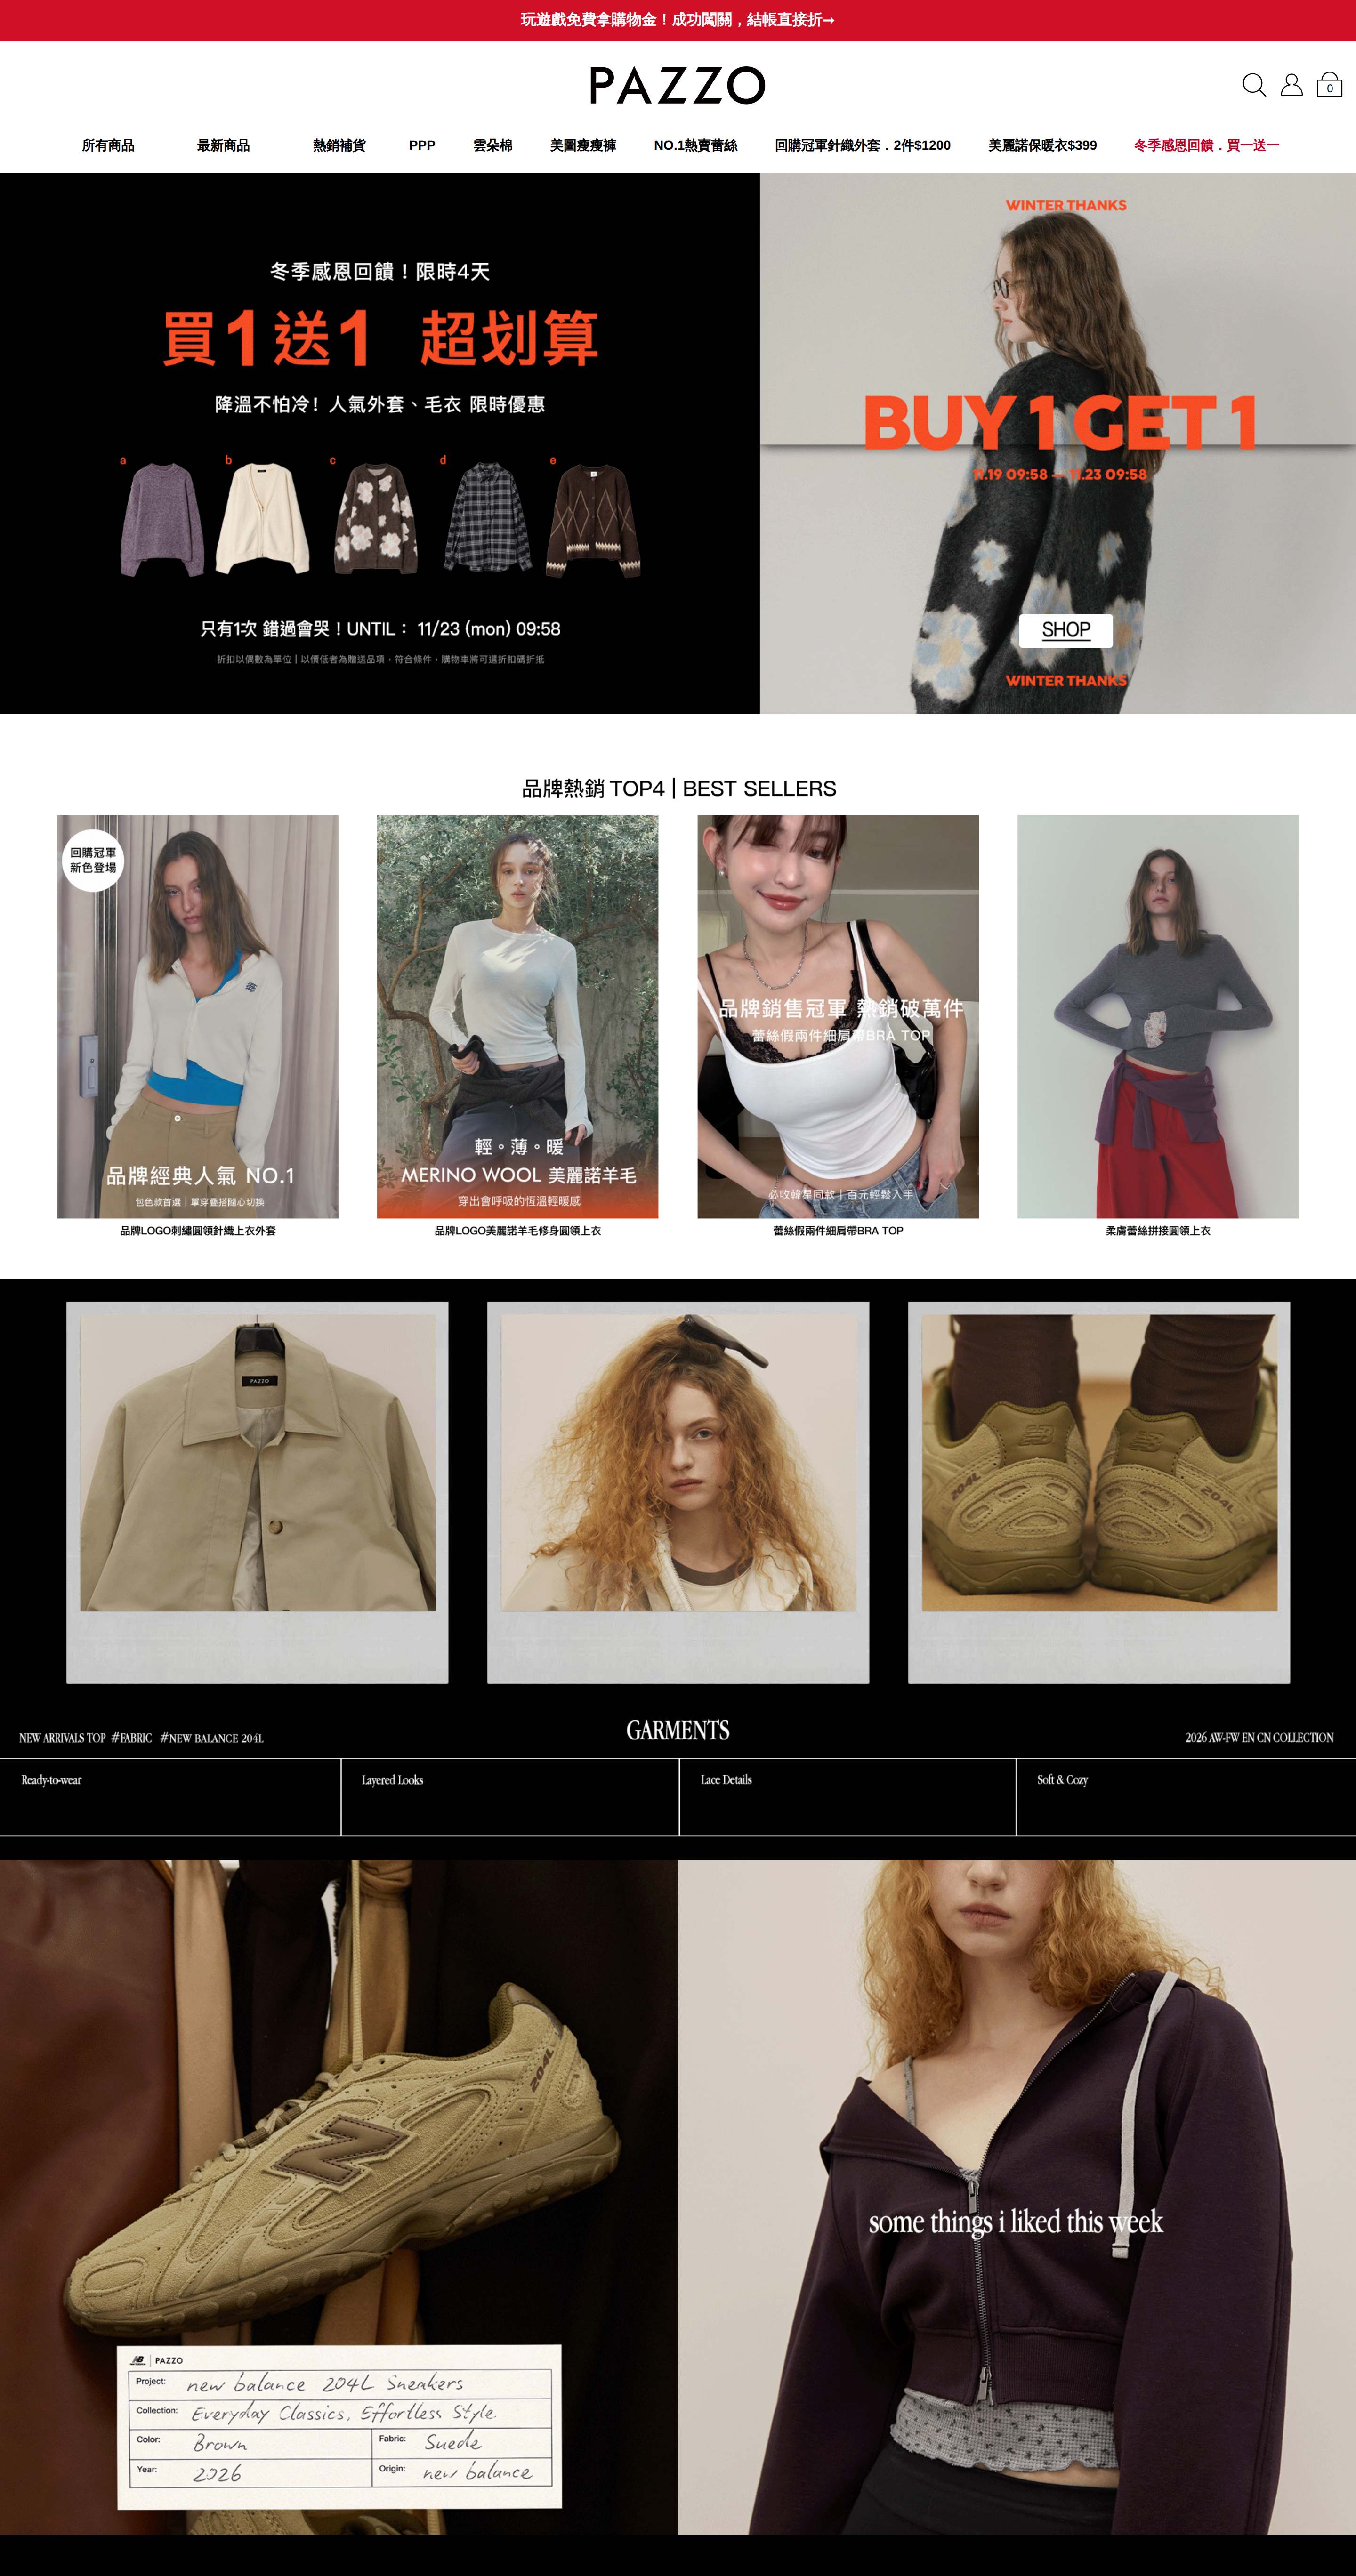 玩遊戲免費拿購物金！成功闖關，結帳直接折→
PAZZO
0
所有商品 最新商品 熱銷補貨 PPP 雲朵棉 美圖瘦瘦褲 NO.1熱賣蕾絲 回購冠軍針織外套．2件$1200 美麗諾保暖衣$399 冬季感恩回饋．買一送一
冬季感恩回饋！限時4天
買1送1 超划算
降溫不怕冷！人氣外套、毛衣 限時優惠
a b c d e
只有1次 錯過會哭！UNTIL： 11/23 (mon) 09:58
折扣以偶數為單位 | 以價低者為贈送品項，符合條件，購物車將可選折扣碼折抵
WINTER THANKS
BUY 1 GET 1
11.19 09:58 — 11.23 09:58
SHOP
WINTER THANKS
品牌熱銷 TOP4 | BEST SELLERS
回購冠軍
新色登場
品牌經典人氣 NO.1
包色款首選 | 單穿疊搭隨心切換
品牌LOGO刺繡圓領針織上衣外套
輕。薄。暖
MERINO WOOL 美麗諾羊毛
穿出會呼吸的恆溫輕暖感
品牌LOGO美麗諾羊毛修身圓領上衣
品牌銷售冠軍 熱銷破萬件
蕾絲假兩件細肩帶BRA TOP
必收韓星同款 | 百元輕鬆入手
蕾絲假兩件細肩帶BRA TOP
柔膚蕾絲拼接圓領上衣
PAZZO
204L
204L
NEW ARRIVALS TOP #FABRIC #NEW BALANCE 204L
GARMENTS
2026 AW-FW EN CN COLLECTION
Ready-to-wear
Layered Looks
Lace Details
Soft & Cozy
204L
N
PAZZO
Project: new balance 204L Sneakers
Collection: Everyday Classics, Effortless Style.
Color: Brown
Fabric: Suede
Year: 2026
Origin: new balance
some things i liked this week